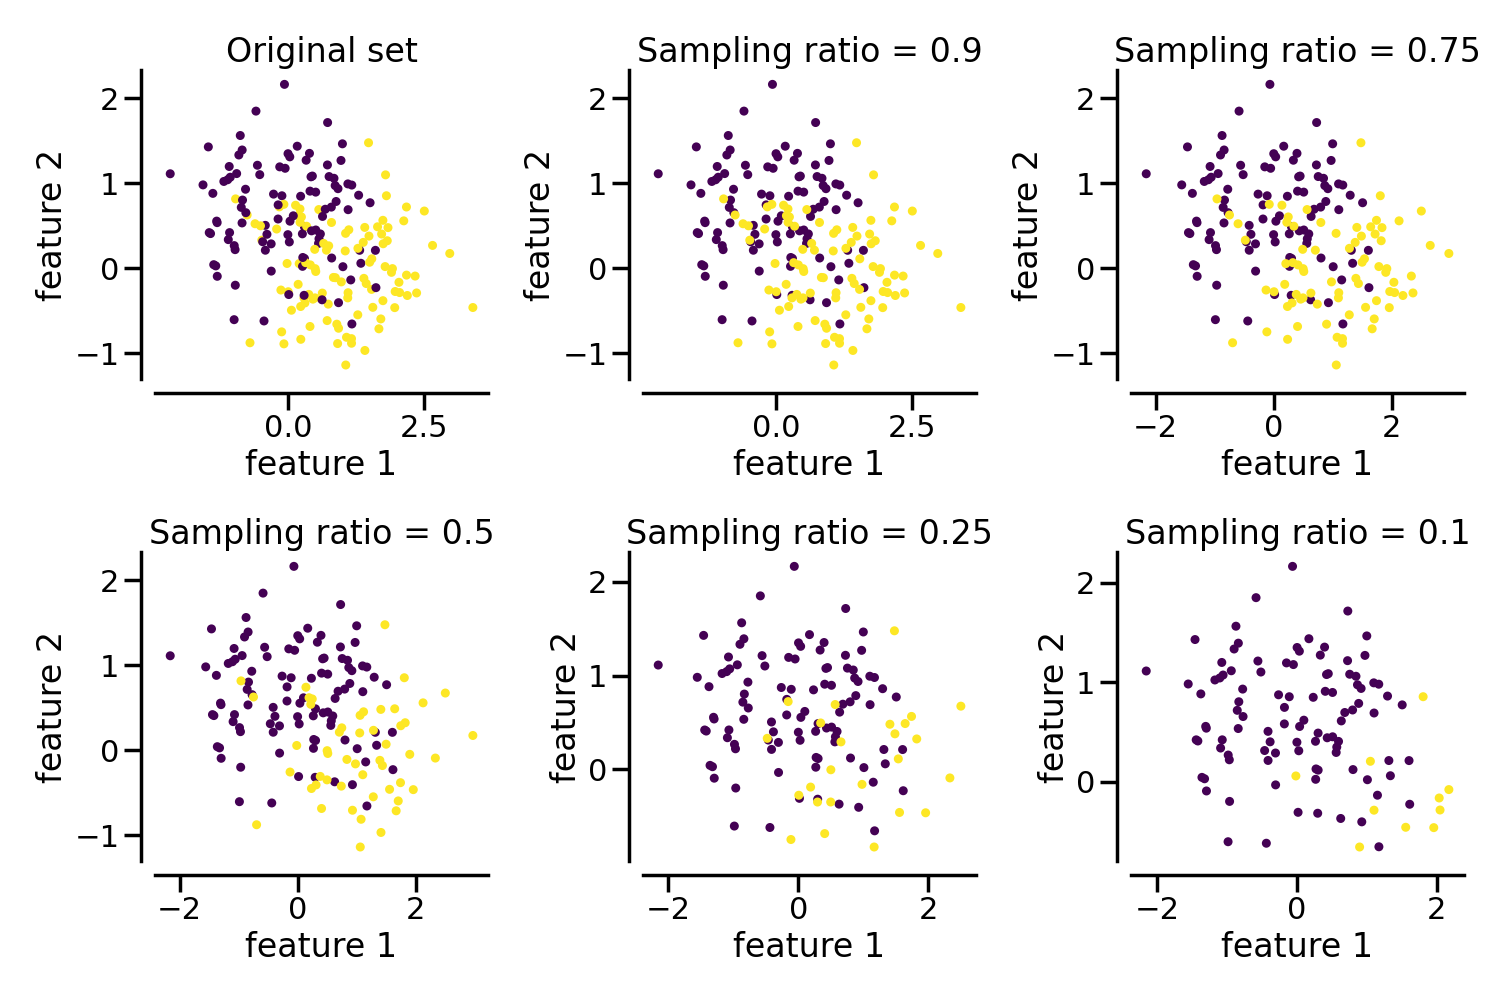 Original set
2
1
0
−1
feature 2
0.0
2.5
feature 1
Sampling ratio = 0.9
2
1
0
−1
feature 2
0.0
2.5
feature 1
Sampling ratio = 0.75
2
1
0
−1
feature 2
−2
0
2
feature 1
Sampling ratio = 0.5
2
1
0
−1
feature 2
−2
0
2
feature 1
Sampling ratio = 0.25
2
1
0
feature 2
−2
0
2
feature 1
Sampling ratio = 0.1
2
1
0
feature 2
−2
0
2
feature 1